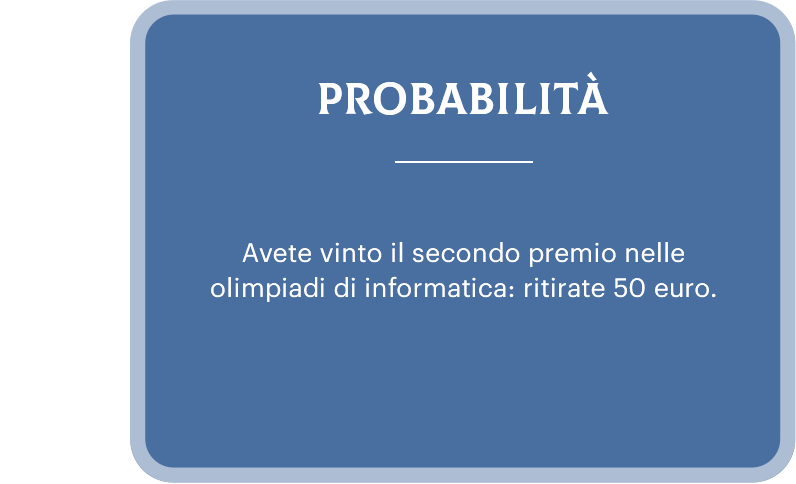 PROBABILITÀ
Avete vinto il secondo premio nelle
olimpiadi di informatica: ritirate 50 euro.